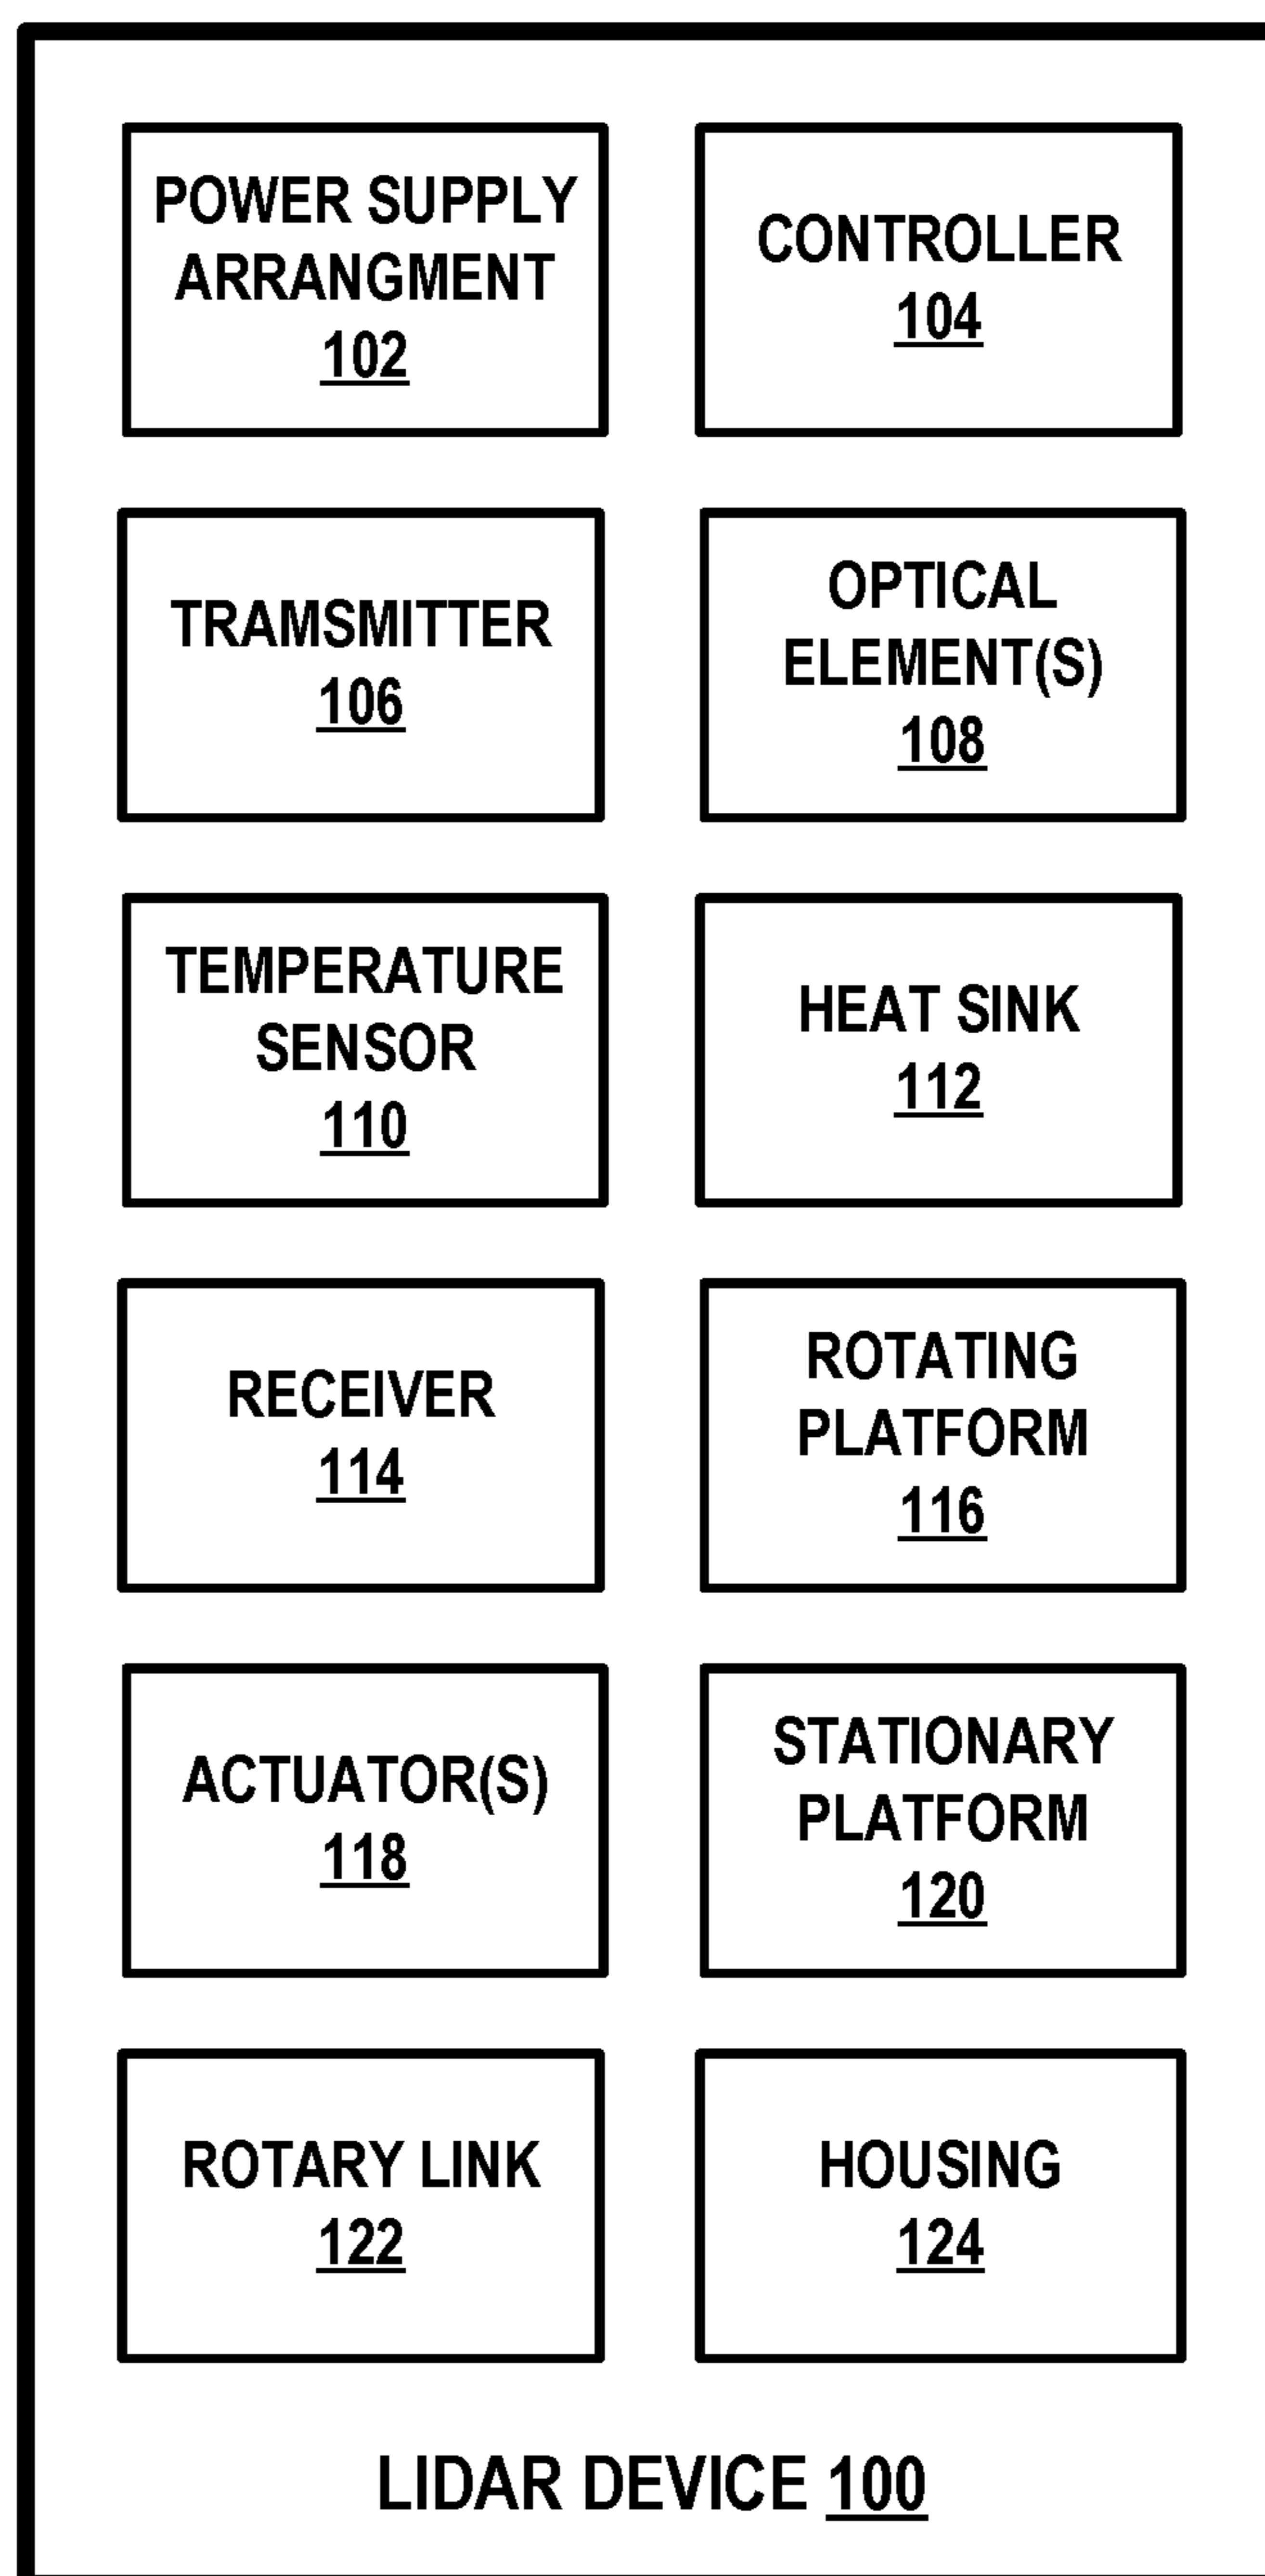 POWER SUPPLY
ARRANGMENT
102
CONTROLLER
104
TRAMSMITTER
106
OPTICAL
ELEMENT(S)
108
TEMPERATURE
SENSOR
110
HEAT SINK
112
RECEIVER
114
ROTATING
PLATFORM
116
ACTUATOR(S)
118
STATIONARY
PLATFORM
120
ROTARY LINK
122
HOUSING
124
LIDAR DEVICE 100